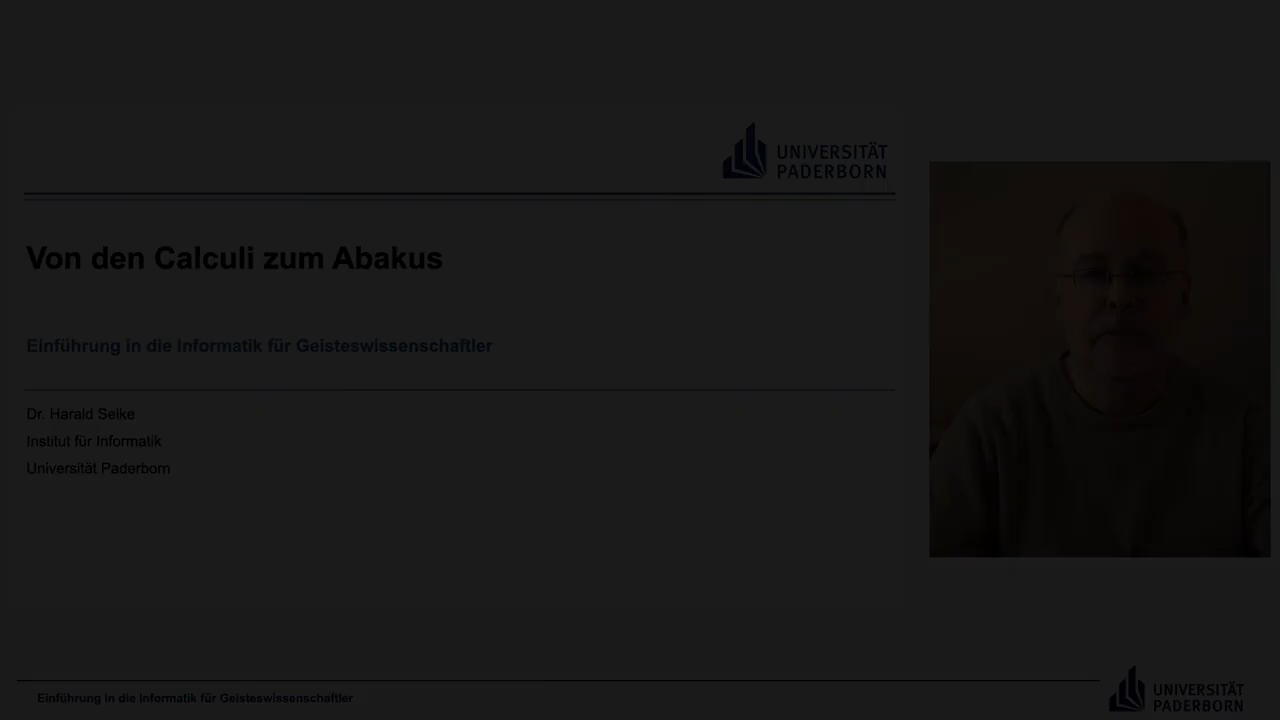 UNIVERSITÄT
PADERBORN
Von den Calculi zum Abakus
Einführung in die Informatik für Geisteswissenschaftler
Dr. Harald Selke
Institut für Informatik
Universität Paderborn
Einführung in die Informatik für Geisteswissenschaftler
UNIVERSITÄT
PADERBORN